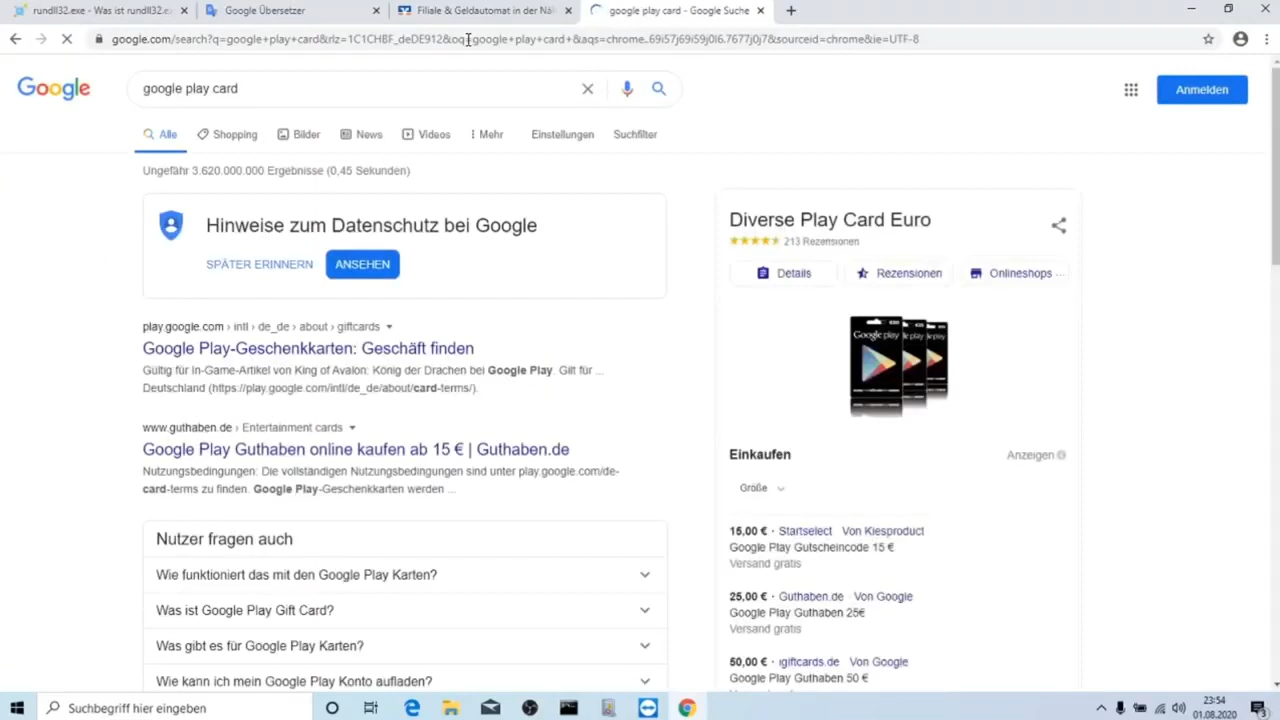 rundll32.exe - Was ist rundll32.ex
Google Übersetzer
Filiale & Geldautomat in der Näh
google play card - Google Suche
google.com/search?q=google+play+card&rlz=1C1CHBF_deDE912&oq=google+play+card+&aqs=chrome..69i57j69i59j0l6.7677j0j7&sourceid=chrome&ie=UTF-8
Google
google play card
Anmelden
Alle
Shopping
Bilder
News
Videos
Mehr
Einstellungen
Suchfilter
Ungefähr 3.620.000.000 Ergebnisse (0,45 Sekunden)
Hinweise zum Datenschutz bei Google
SPÄTER ERINNERN
ANSEHEN
play.google.com › intl › de_de › about › giftcards
Google Play-Geschenkkarten: Geschäft finden
Gültig für In-Game-Artikel von King of Avalon: König der Drachen bei Google Play. Gilt für ...
Deutschland (https://play.google.com/intl/de_de/about/card-terms/).
www.guthaben.de › Entertainment cards
Google Play Guthaben online kaufen ab 15 € | Guthaben.de
Nutzungsbedingungen: Die vollständigen Nutzungsbedingungen sind unter play.google.com/de-
card-terms zu finden. Google Play-Geschenkkarten werden ...
Nutzer fragen auch
Wie funktioniert das mit den Google Play Karten?
Was ist Google Play Gift Card?
Was gibt es für Google Play Karten?
Wie kann ich mein Google Play Konto aufladen?
Diverse Play Card Euro
213 Rezensionen
Details
Rezensionen
Onlineshops ...
Google play
Einkaufen
Anzeigen
Größe
15,00 € · Startselect Von Kiesproduct
Google Play Gutscheincode 15 €
Versand gratis
25,00 € · Guthaben.de Von Google
Google Play Guthaben 25€
Versand gratis
50,00 € · igiftcards.de Von Google
Google Play Guthaben 50 €
Suchbegriff hier eingeben
23:54
01.08.2020
3